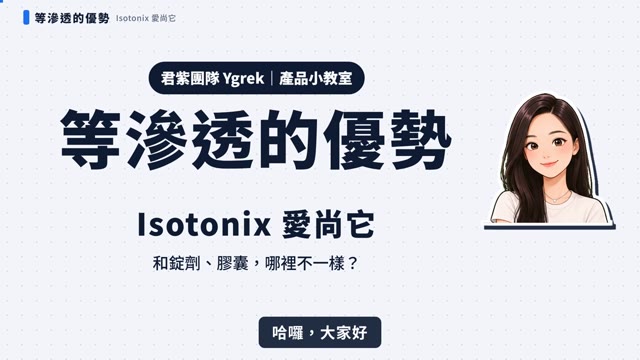 等滲透的優勢 Isotonix 愛尚它
君紫團隊 Ygrek｜產品小教室
等滲透的優勢
Isotonix 愛尚它
和錠劑、膠囊，哪裡不一樣？
哈囉，大家好